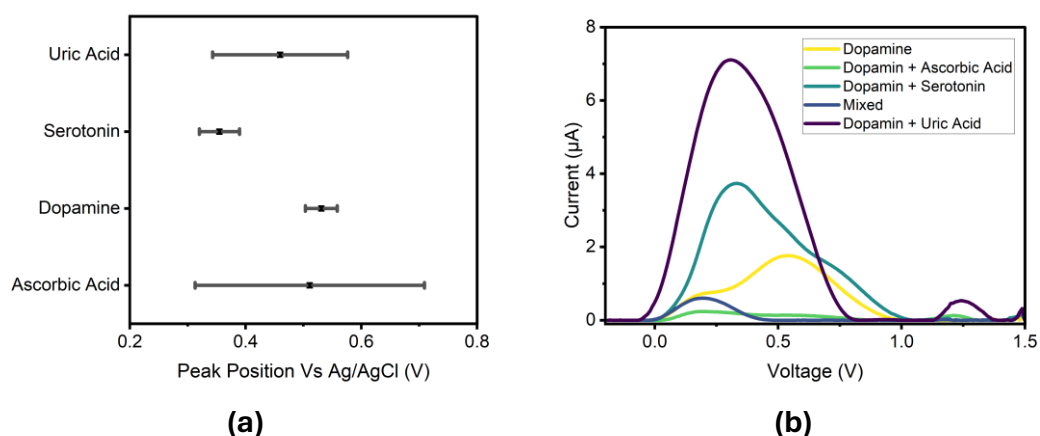 Uric Acid
Serotonin
Dopamine
Ascorbic Acid
0.2
0.4
0.6
0.8
Peak Position Vs Ag/AgCl (V)
(a)
8
6
4
2
0
Current (µA)
Dopamine
Dopamin + Ascorbic Acid
Dopamin + Serotonin
Mixed
Dopamin + Uric Acid
0.0
0.5
1.0
1.5
Voltage (V)
(b)